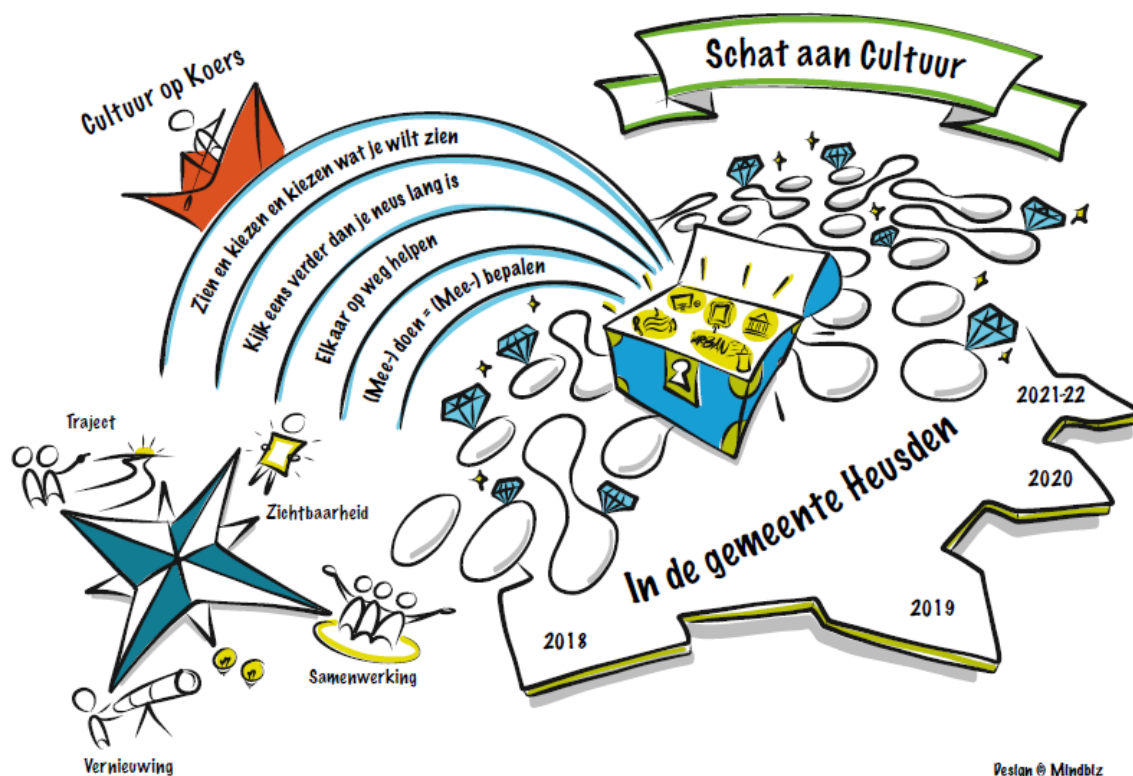 Schat aan Cultuur
Cultuur op Koers
Zien en kiezen en kiezen wat je wilt zien
Kijk eens verder dan je neus lang is
Elkaar op weg helpen
(Mee-) doen = (Mee-) bepalen
Traject
Zichtbaarheid
Samenwerking
Vernieuwing
In de gemeente Heusden
2018
2019
2020
2021-22
Design @ Mindbiz